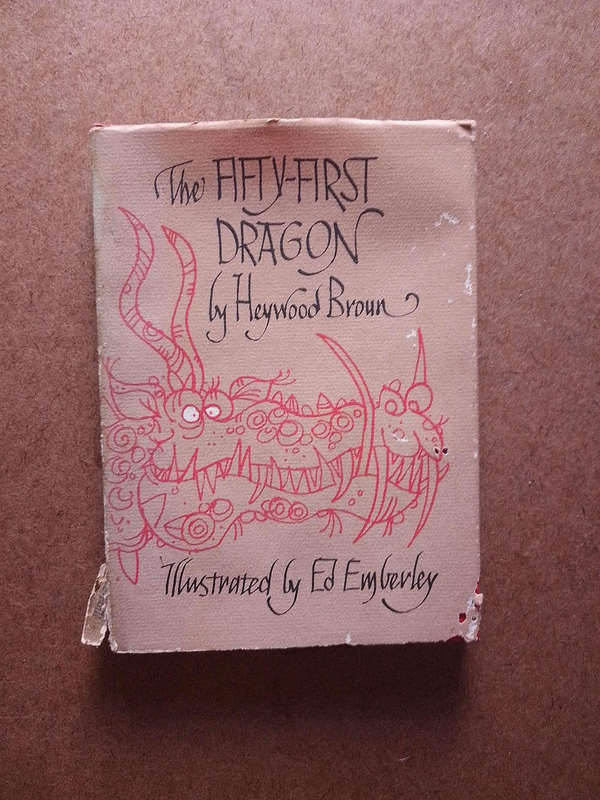 The FIFTY-FIRST
DRAGON
by Heywood Broun
Illustrated by Ed Emberley